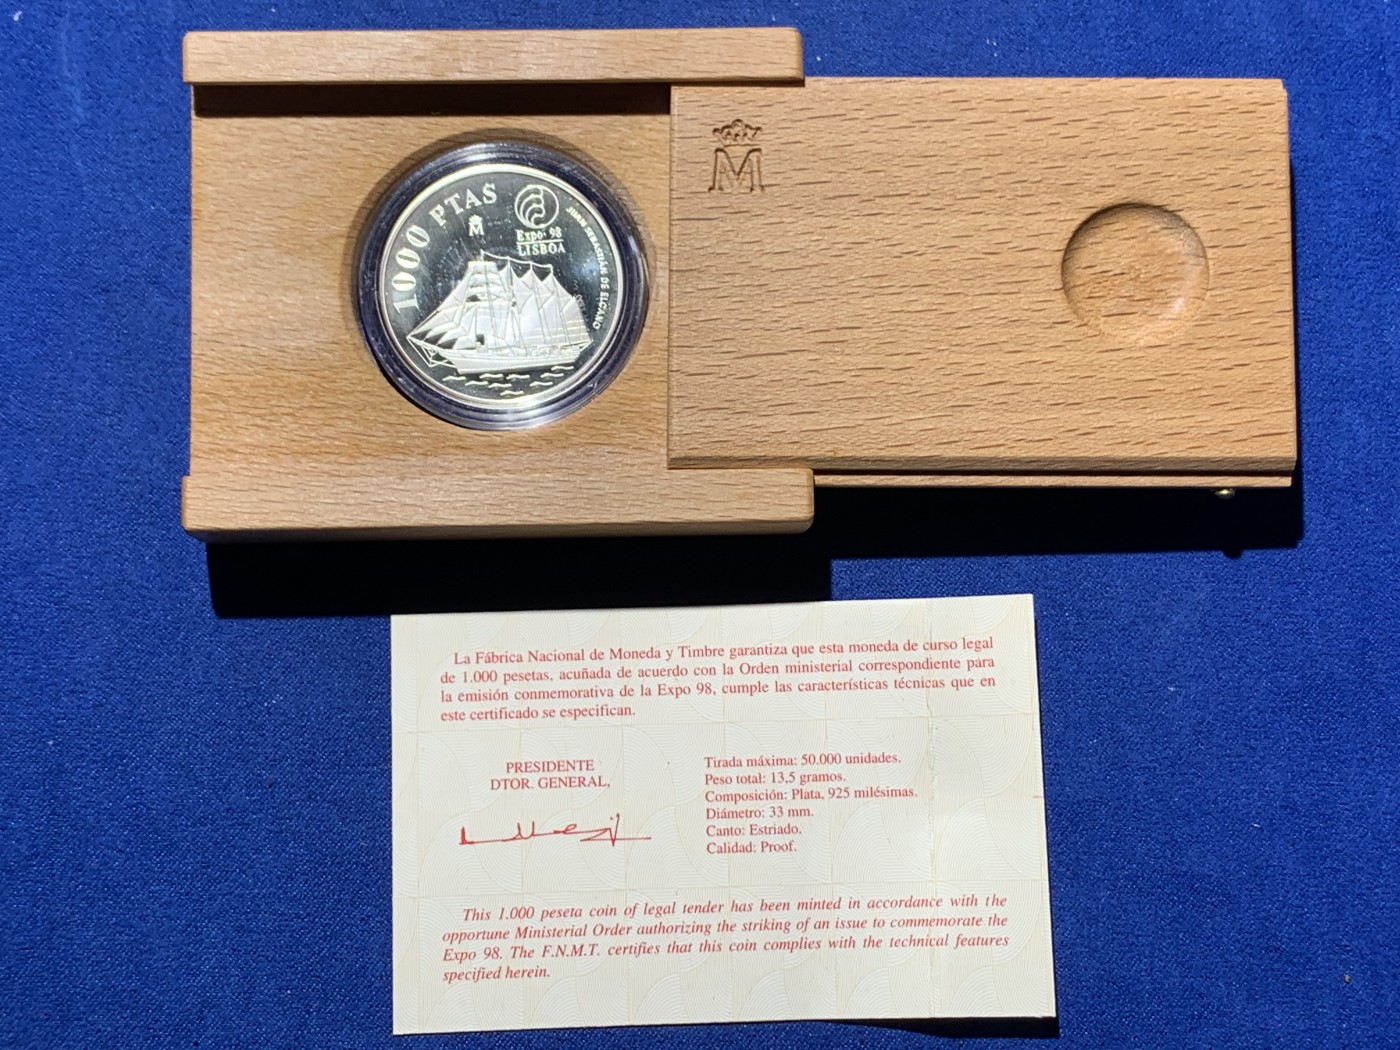 1000 PTAS
M
Expo'98
LISBOA
JUAN SEBASTIÁN DE ELCANO
M
La Fábrica Nacional de Moneda y Timbre garantiza que esta moneda de curso legal
de 1.000 pesetas, acuñada de acuerdo con la Orden ministerial correspondiente para
la emisión conmemorativa de la Expo 98, cumple las características técnicas que en
este certificado se especifican.
PRESIDENTE
DTOR. GENERAL,
Tirada máxima: 50.000 unidades.
Peso total: 13,5 gramos.
Composición: Plata, 925 milésimas.
Diámetro: 33 mm.
Canto: Estriado.
Calidad: Proof.
This 1.000 peseta coin of legal tender has been minted in accordance with the
opportune Ministerial Order authorizing the striking of an issue to commemorate the
Expo 98. The F.N.M.T. certifies that this coin complies with the technical features
specified herein.